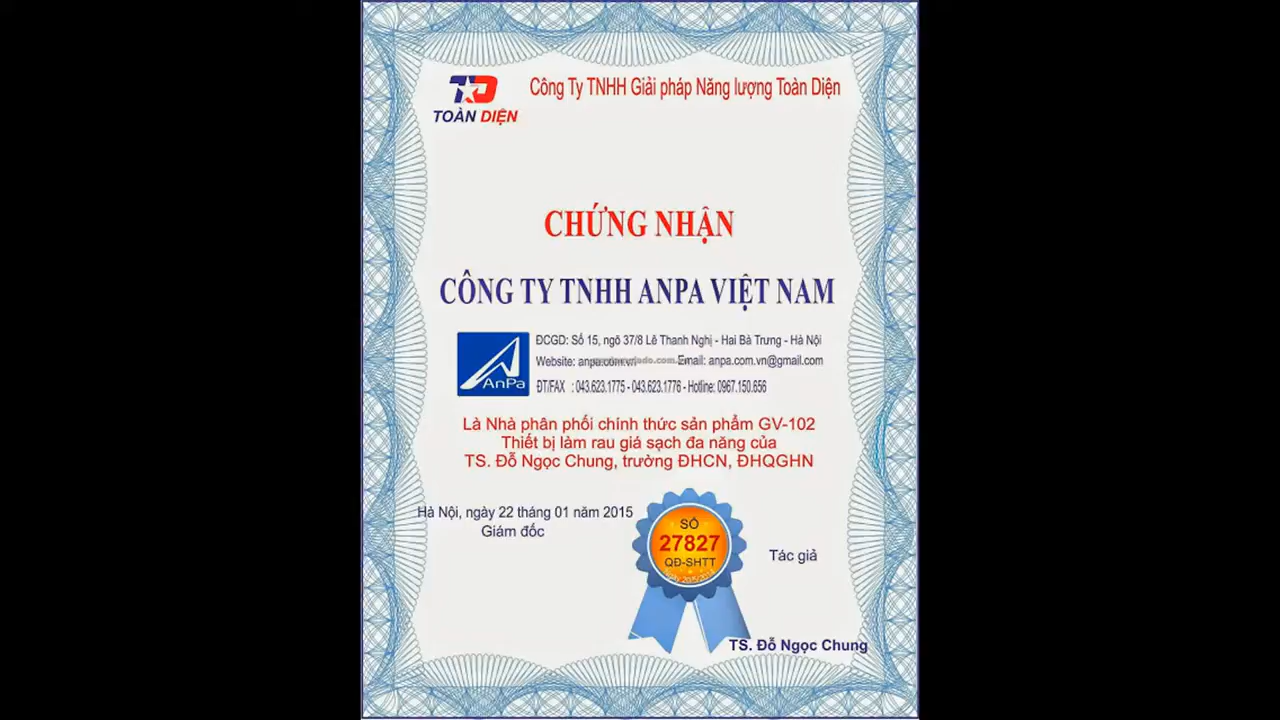 TD
TOÀN DIỆN
Công Ty TNHH Giải pháp Năng lượng Toàn Diện
CHỨNG NHẬN
CÔNG TY TNHH ANPA VIỆT NAM
AnPa
ĐCGD: Số 15, ngõ 37/8 Lê Thanh Nghị - Hai Bà Trưng - Hà Nội
Website: anpa.com.vn Email: anpa.com.vn@gmail.com
ĐT/FAX : 043.623.1775 - 043.623.1776 - Hotline: 0967.150.656
Là Nhà phân phối chính thức sản phẩm GV-102
Thiết bị làm rau giá sạch đa năng của
TS. Đỗ Ngọc Chung, trường ĐHCN, ĐHQGHN
Hà Nội, ngày 22 tháng 01 năm 2015
Giám đốc
SỐ
27827
QĐ-SHTT
Tác giả
TS. Đỗ Ngọc Chung